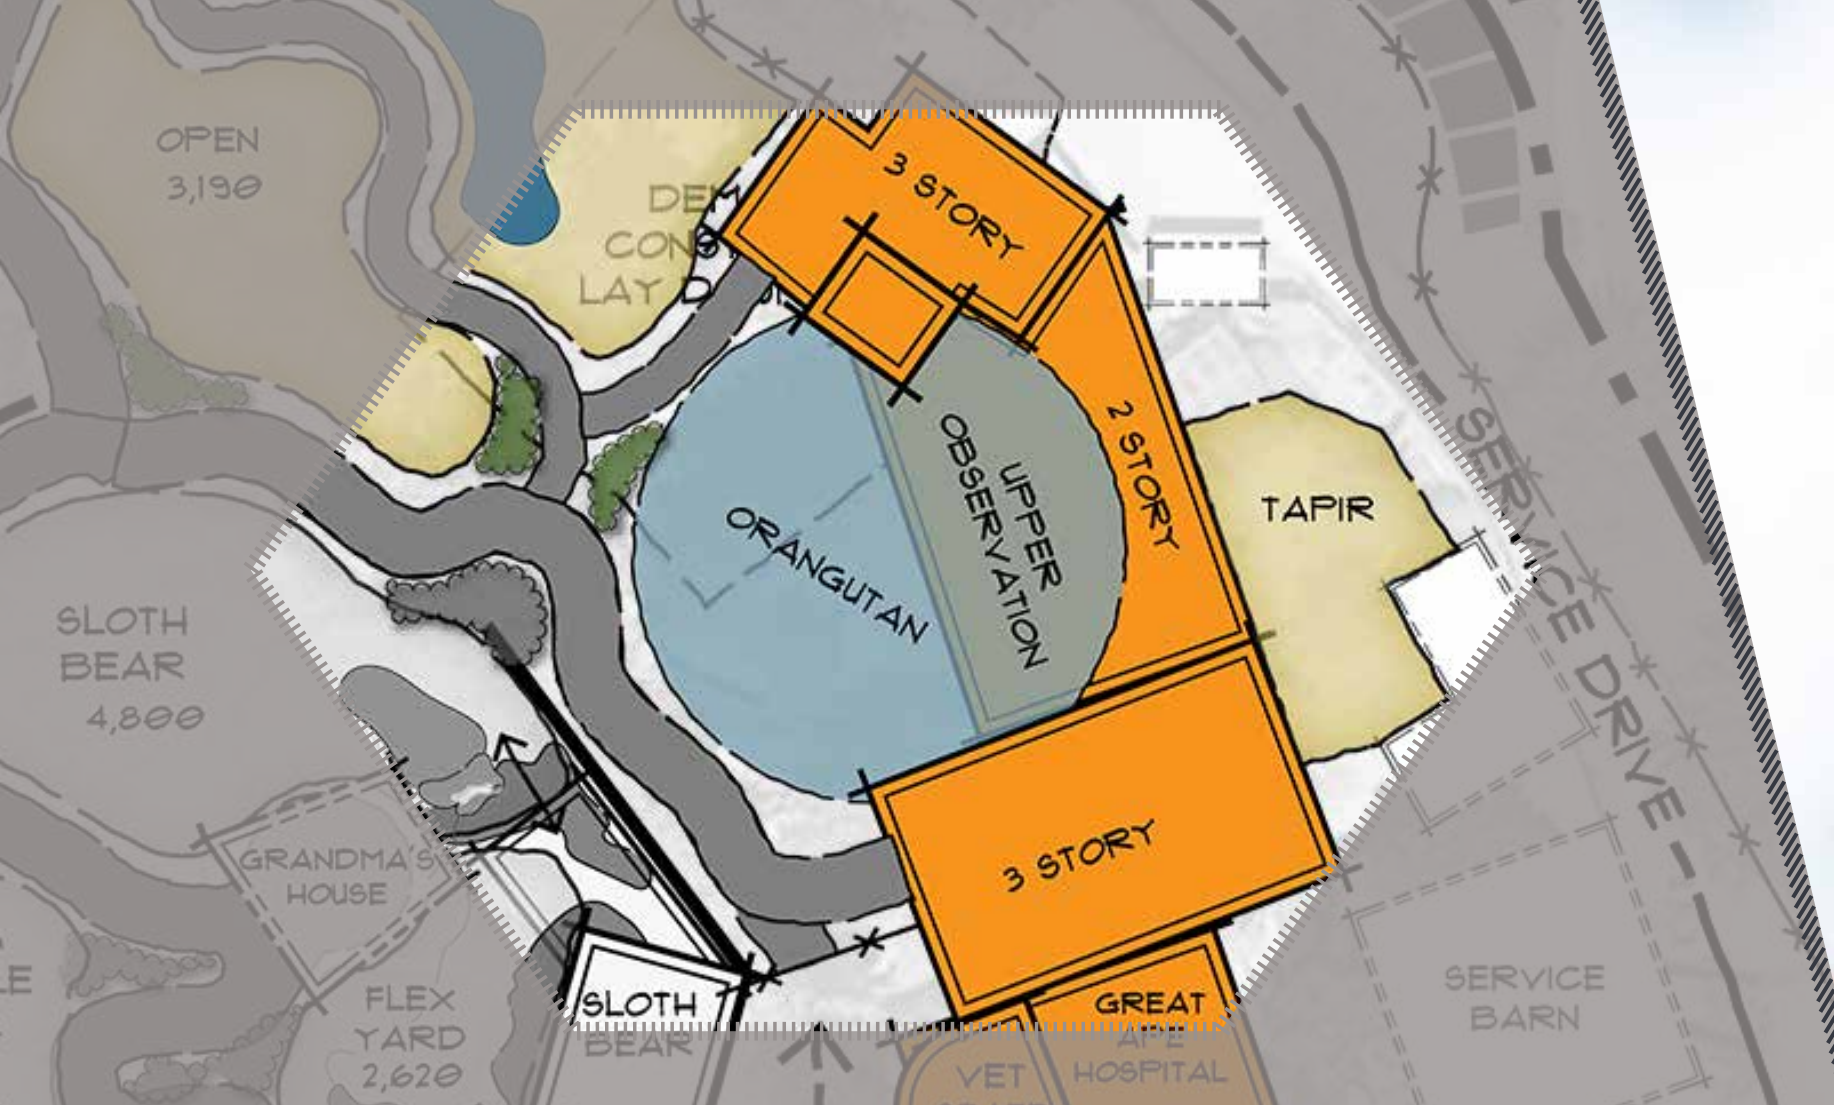 OPEN
3,190
3 STORY
LAY
2 STORY
UPPER
OBSERVATION
ORANGUTAN
TAPIR
SERVICE DRIVE
SLOTH
BEAR
4,800
GRANDMA'S
HOUSE
3 STORY
FLEX
YARD
2,620
SLOTH
BEAR
GREAT
APE
HOSPITAL
VET
SERVICE
BARN